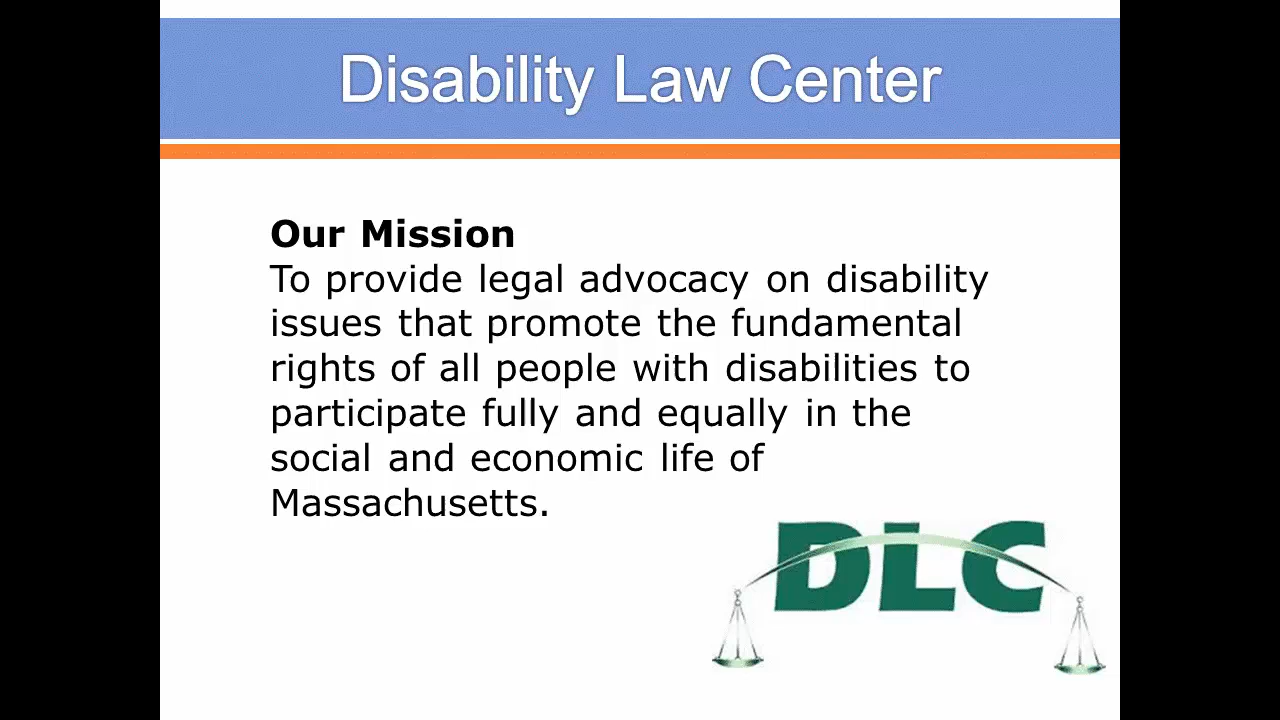 Disability Law Center
Our Mission
To provide legal advocacy on disability
issues that promote the fundamental
rights of all people with disabilities to
participate fully and equally in the
social and economic life of
Massachusetts.
DLC